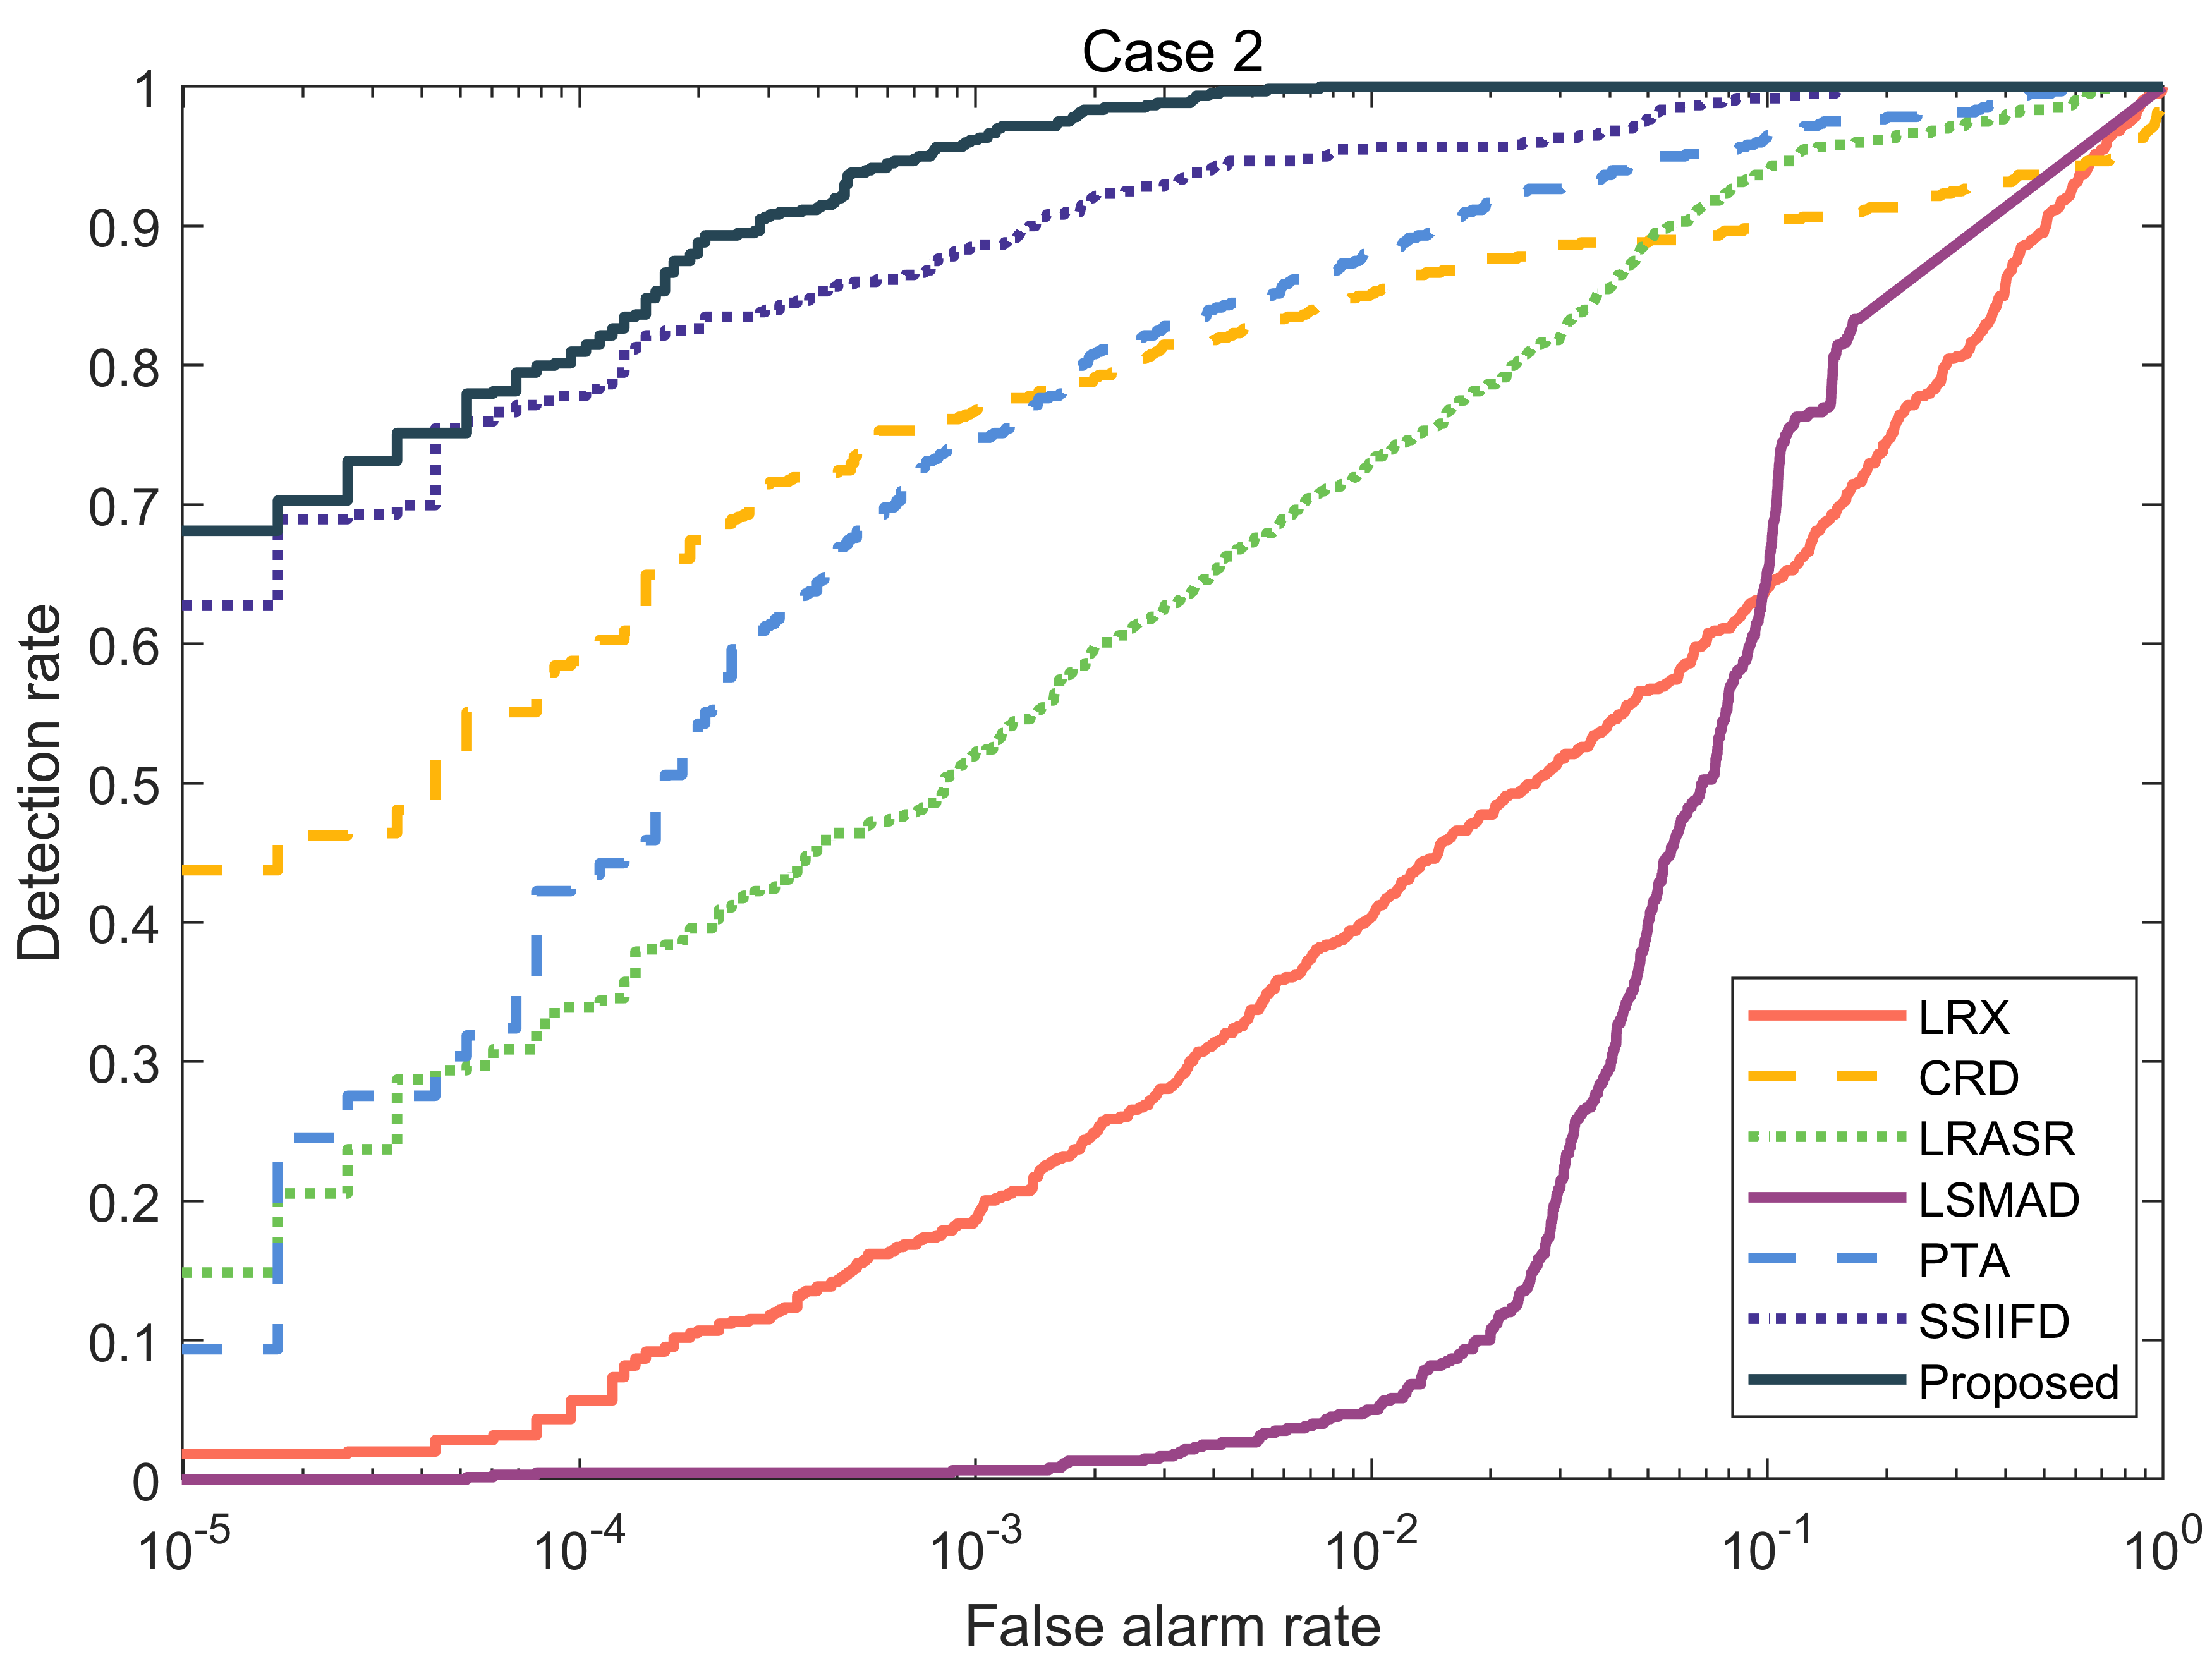 Case 2
Detection rate
1
0.9
0.8
0.7
0.6
0.5
0.4
0.3
0.2
0.1
0
10^-5 10^-4 10^-3 10^-2 10^-1 10^0
False alarm rate
LRX
CRD
LRASR
LSMAD
PTA
SSIIFD
Proposed